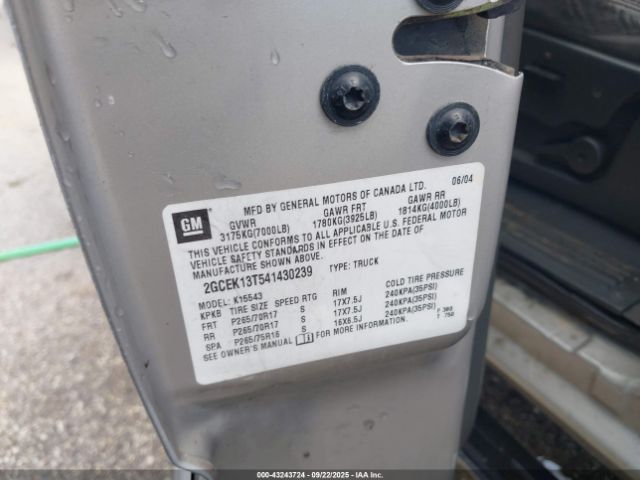 GM
MFD BY GENERAL MOTORS OF CANADA LTD. 06/04
GVWR GAWR FRT GAWR RR
3175KG(7000LB) 1780KG(3925LB) 1814KG(4000LB)
THIS VEHICLE CONFORMS TO ALL APPLICABLE U.S. FEDERAL MOTOR
VEHICLE SAFETY STANDARDS IN EFFECT ON THE DATE OF
MANUFACTURE SHOWN ABOVE.
2GCEK13T541430239 TYPE: TRUCK
MODEL: K15543
KPKB TIRE SIZE SPEED RTG RIM COLD TIRE PRESSURE
FRT P265/70R17 S 17X7.5J 240KPA(35PSI)
RR P265/70R17 S 17X7.5J 240KPA(35PSI)
SPA P265/75R16 S 16X6.5J 240KPA(35PSI)
SEE OWNER'S MANUAL FOR MORE INFORMATION.
F 380
T 750
000-43243724 09/22/2025 IAAI.CA